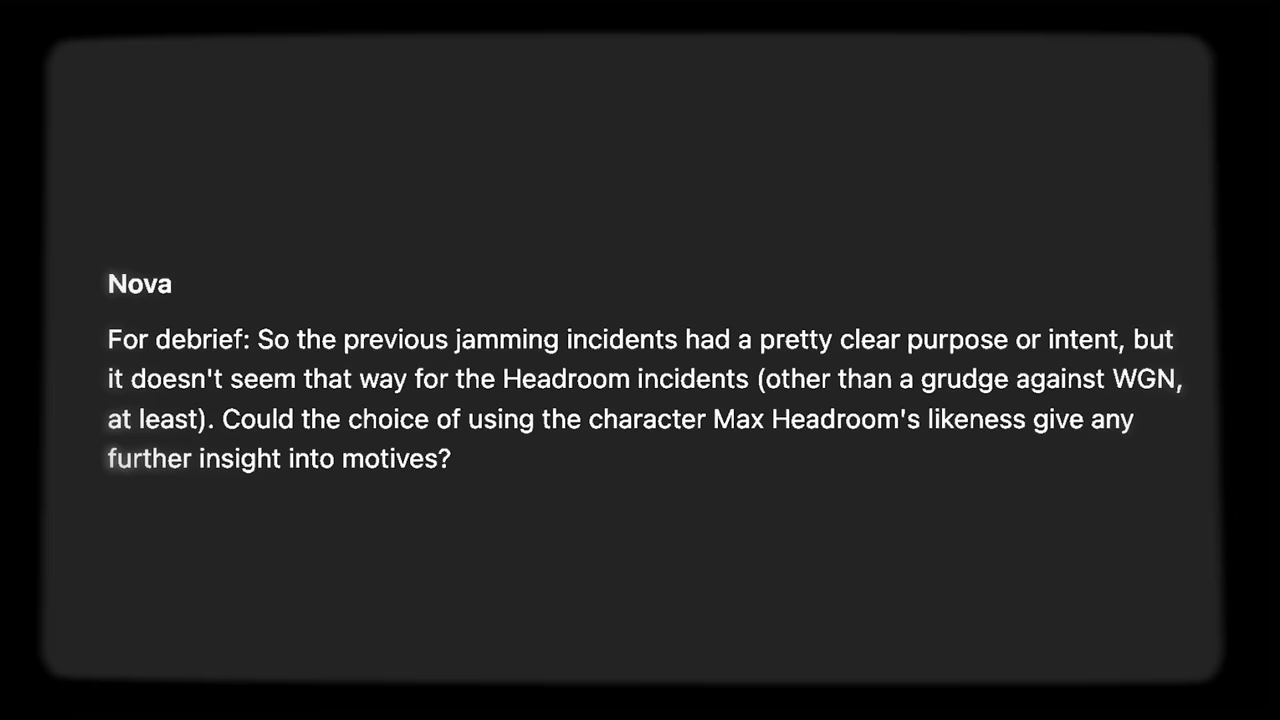 Nova
For debrief: So the previous jamming incidents had a pretty clear purpose or intent, but
it doesn't seem that way for the Headroom incidents (other than a grudge against WGN,
at least). Could the choice of using the character Max Headroom's likeness give any
further insight into motives?